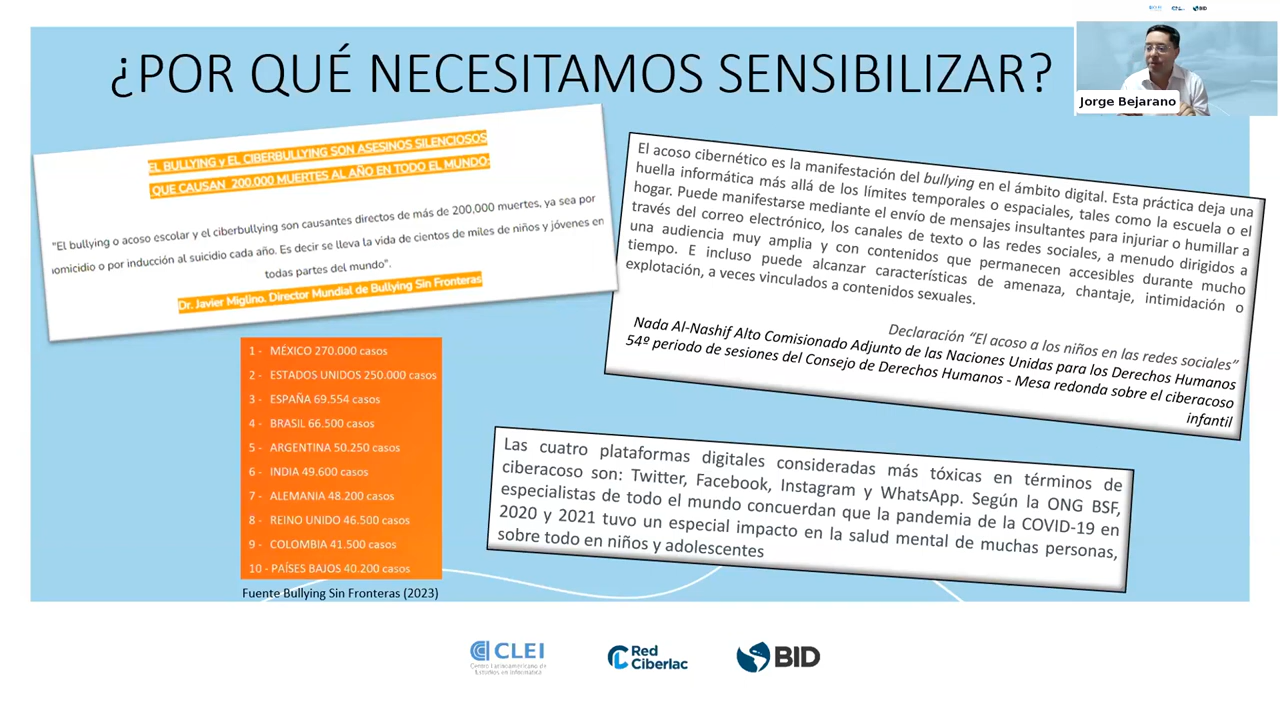 ¿POR QUÉ NECESITAMOS SENSIBILIZAR?
Jorge Bejarano
EL BULLYING y EL CIBERBULLYING SON ASESINOS SILENCIOSOS
QUE CAUSAN 200.000 MUERTES AL AÑO EN TODO EL MUNDO:
"El bullying o acoso escolar y el ciberbullying son causantes directos de más de 200,000 muertes, ya sea por
omicidio o por inducción al suicidio cada año. Es decir se lleva la vida de cientos de miles de niños y jóvenes en
todas partes del mundo".
Dr. Javier Miglino. Director Mundial de Bullying Sin Fronteras
El acoso cibernético es la manifestación del bullying en el ámbito digital. Esta práctica deja una
huella informática más allá de los límites temporales o espaciales, tales como la escuela o el
hogar. Puede manifestarse mediante el envío de mensajes insultantes para injuriar o humillar a
través del correo electrónico, los canales de texto o las redes sociales, a menudo dirigidos a
una audiencia muy amplia y con contenidos que permanecen accesibles durante mucho
tiempo. E incluso puede alcanzar características de amenaza, chantaje, intimidación o
explotación, a veces vinculados a contenidos sexuales.
Declaración “El acoso a los niños en las redes sociales”
Nada Al-Nashif Alto Comisionado Adjunto de las Naciones Unidas para los Derechos Humanos
54º periodo de sesiones del Consejo de Derechos Humanos - Mesa redonda sobre el ciberacoso
infantil
1 - MÉXICO 270.000 casos
2 - ESTADOS UNIDOS 250.000 casos
3 - ESPAÑA 69.554 casos
4 - BRASIL 66.500 casos
5 - ARGENTINA 50.250 casos
6 - INDIA 49.600 casos
7 - ALEMANIA 48.200 casos
8 - REINO UNIDO 46.500 casos
9 - COLOMBIA 41.500 casos
10 - PAÍSES BAJOS 40.200 casos
Fuente Bullying Sin Fronteras (2023)
Las cuatro plataformas digitales consideradas más tóxicas en términos de
ciberacoso son: Twitter, Facebook, Instagram y WhatsApp. Según la ONG BSF,
especialistas de todo el mundo concuerdan que la pandemia de la COVID-19 en
2020 y 2021 tuvo un especial impacto en la salud mental de muchas personas,
sobre todo en niños y adolescentes
CLEI
Centro Latinoamericano de
Estudios en Informática
Red
Ciberlac
BID